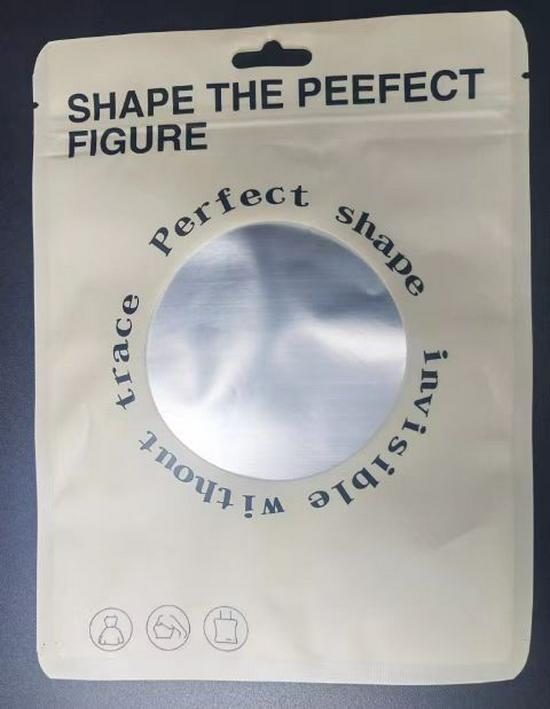 SHAPE THE PEEFECT
FIGURE
Perfect shape invisible without trace